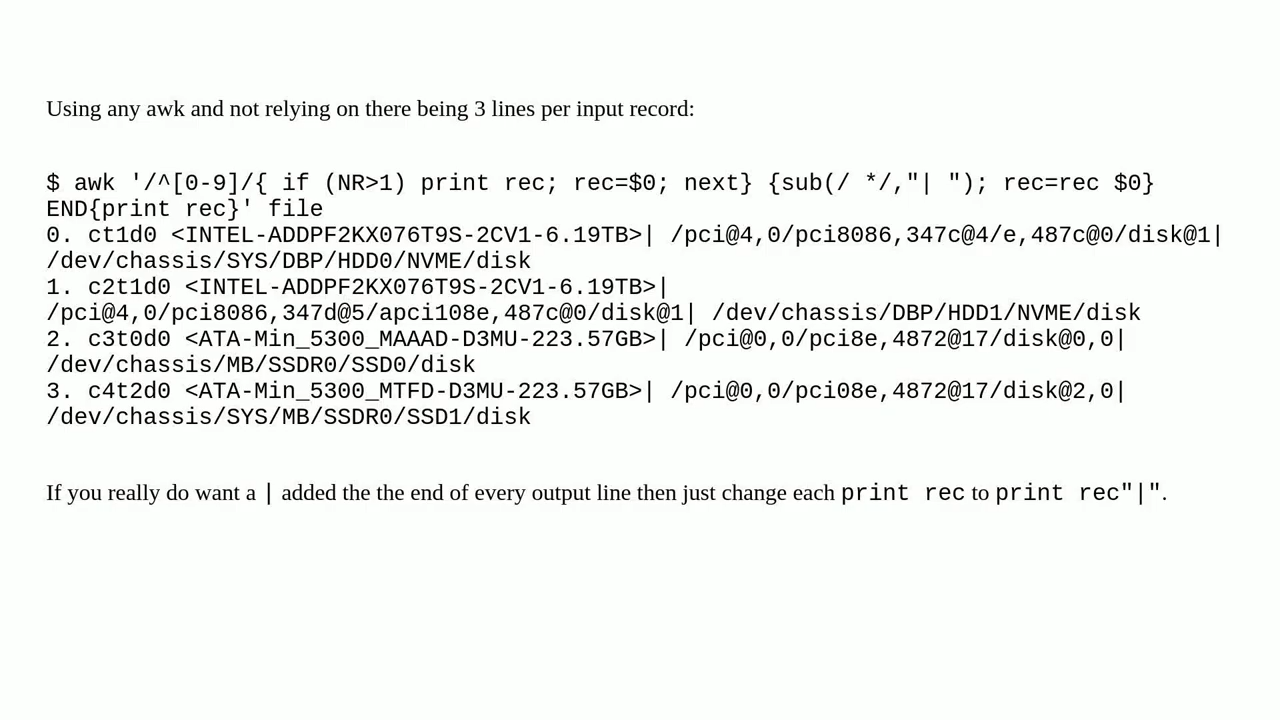 Using any awk and not relying on there being 3 lines per input record:
$ awk '/^[0-9]/{ if (NR>1) print rec; rec=$0; next} {sub(/ */,"| "); rec=rec $0}
END{print rec}' file
0. ct1d0 <INTEL-ADDPF2KX076T9S-2CV1-6.19TB>| /pci@4,0/pci8086,347c@4/e,487c@0/disk@1|
/dev/chassis/SYS/DBP/HDD0/NVME/disk
1. c2t1d0 <INTEL-ADDPF2KX076T9S-2CV1-6.19TB>|
/pci@4,0/pci8086,347d@5/apci108e,487c@0/disk@1| /dev/chassis/DBP/HDD1/NVME/disk
2. c3t0d0 <ATA-Min_5300_MAAAD-D3MU-223.57GB>| /pci@0,0/pci8e,4872@17/disk@0,0|
/dev/chassis/MB/SSDR0/SSD0/disk
3. c4t2d0 <ATA-Min_5300_MTFD-D3MU-223.57GB>| /pci@0,0/pci08e,4872@17/disk@2,0|
/dev/chassis/SYS/MB/SSDR0/SSD1/disk
If you really do want a | added the the end of every output line then just change each print rec to print rec"|".